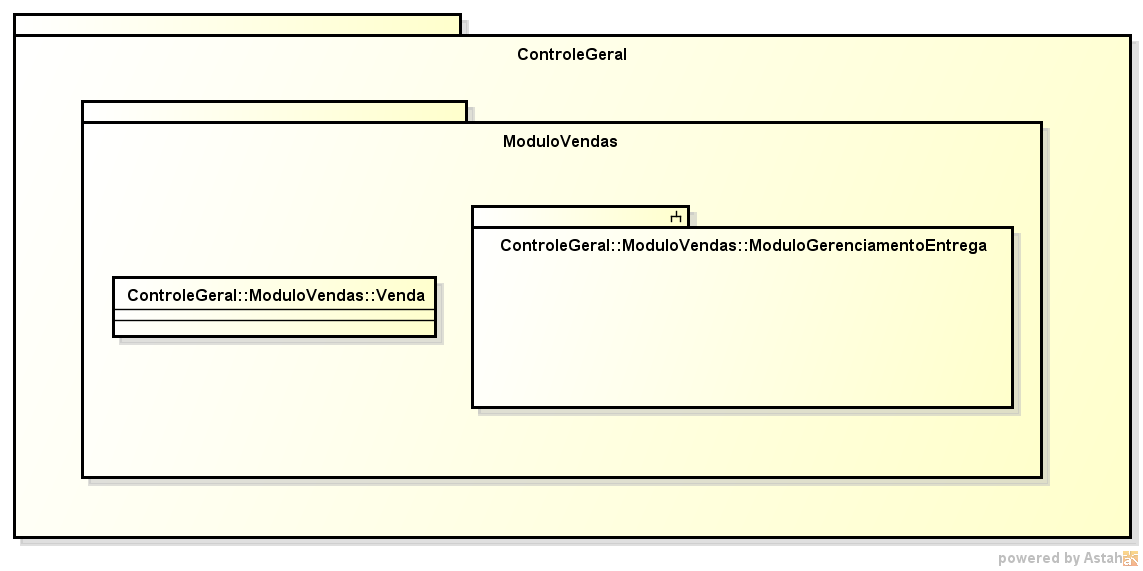 ControleGeral
ModuloVendas
ControleGeral::ModuloVendas::ModuloGerenciamentoEntrega
ControleGeral::ModuloVendas::Venda
powered by Astah